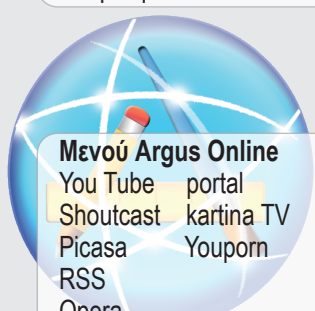 Μενού Argus Online
You Tube portal
Shoutcast kartina TV
Picasa Youporn
RSS
Opera